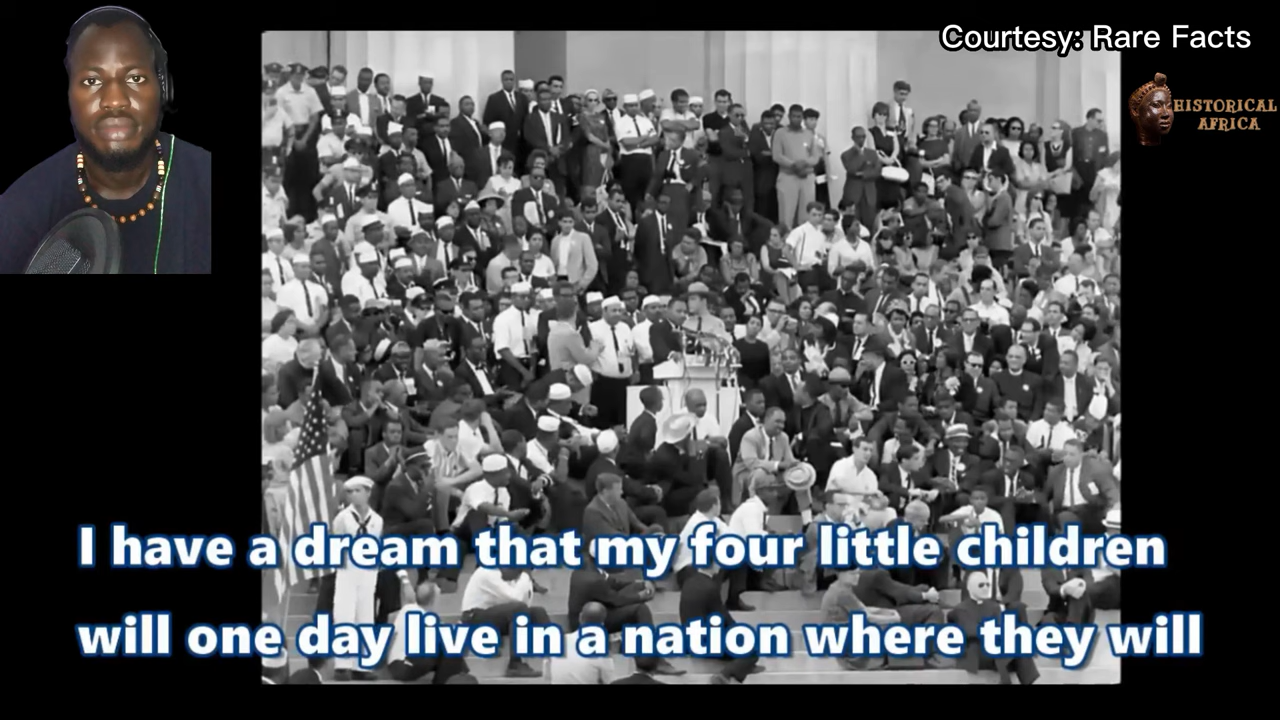 Courtesy: Rare Facts
HISTORICAL
AFRICA
I have a dream that my four little children
will one day live in a nation where they will